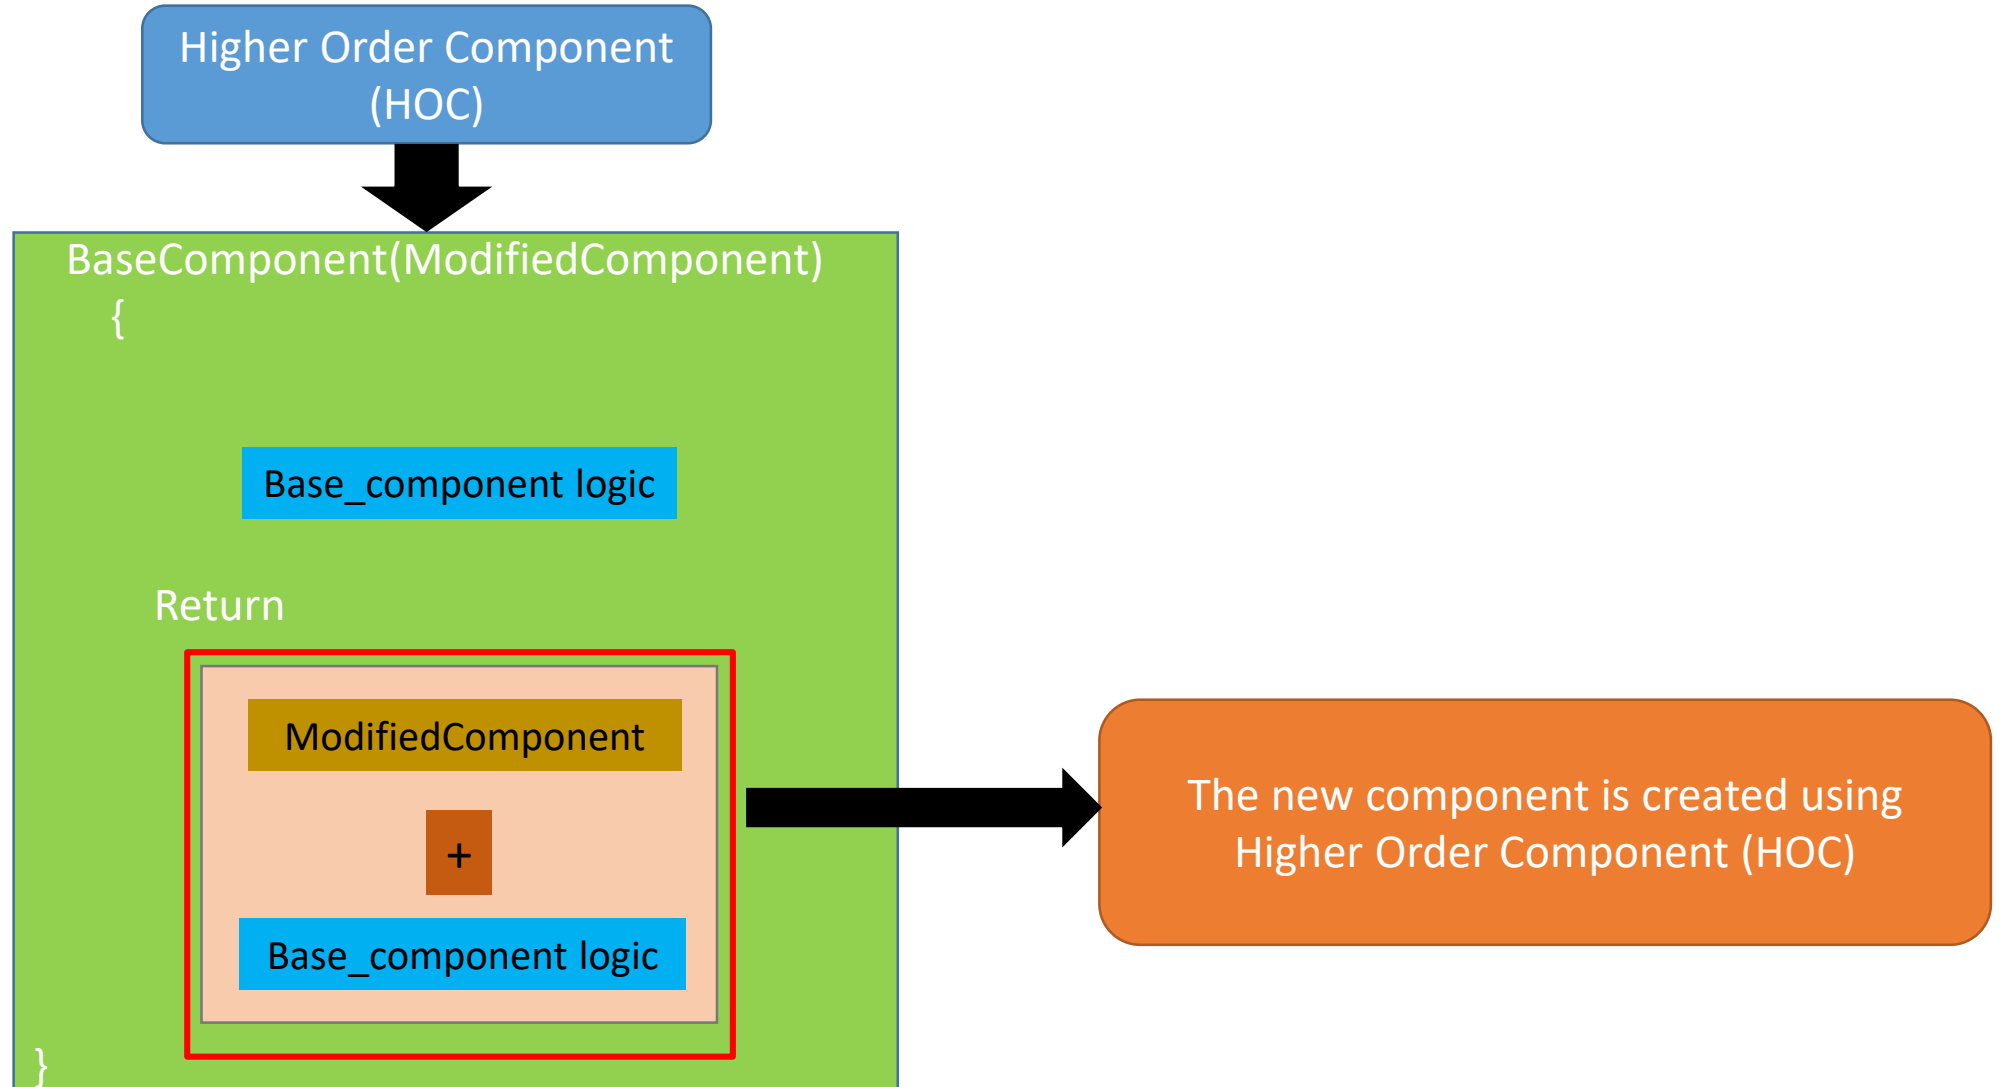 Higher Order Component
(HOC)
BaseComponent(ModifiedComponent)
{
Base_component logic
Return
ModifiedComponent
+
Base_component logic
}
The new component is created using
Higher Order Component (HOC)